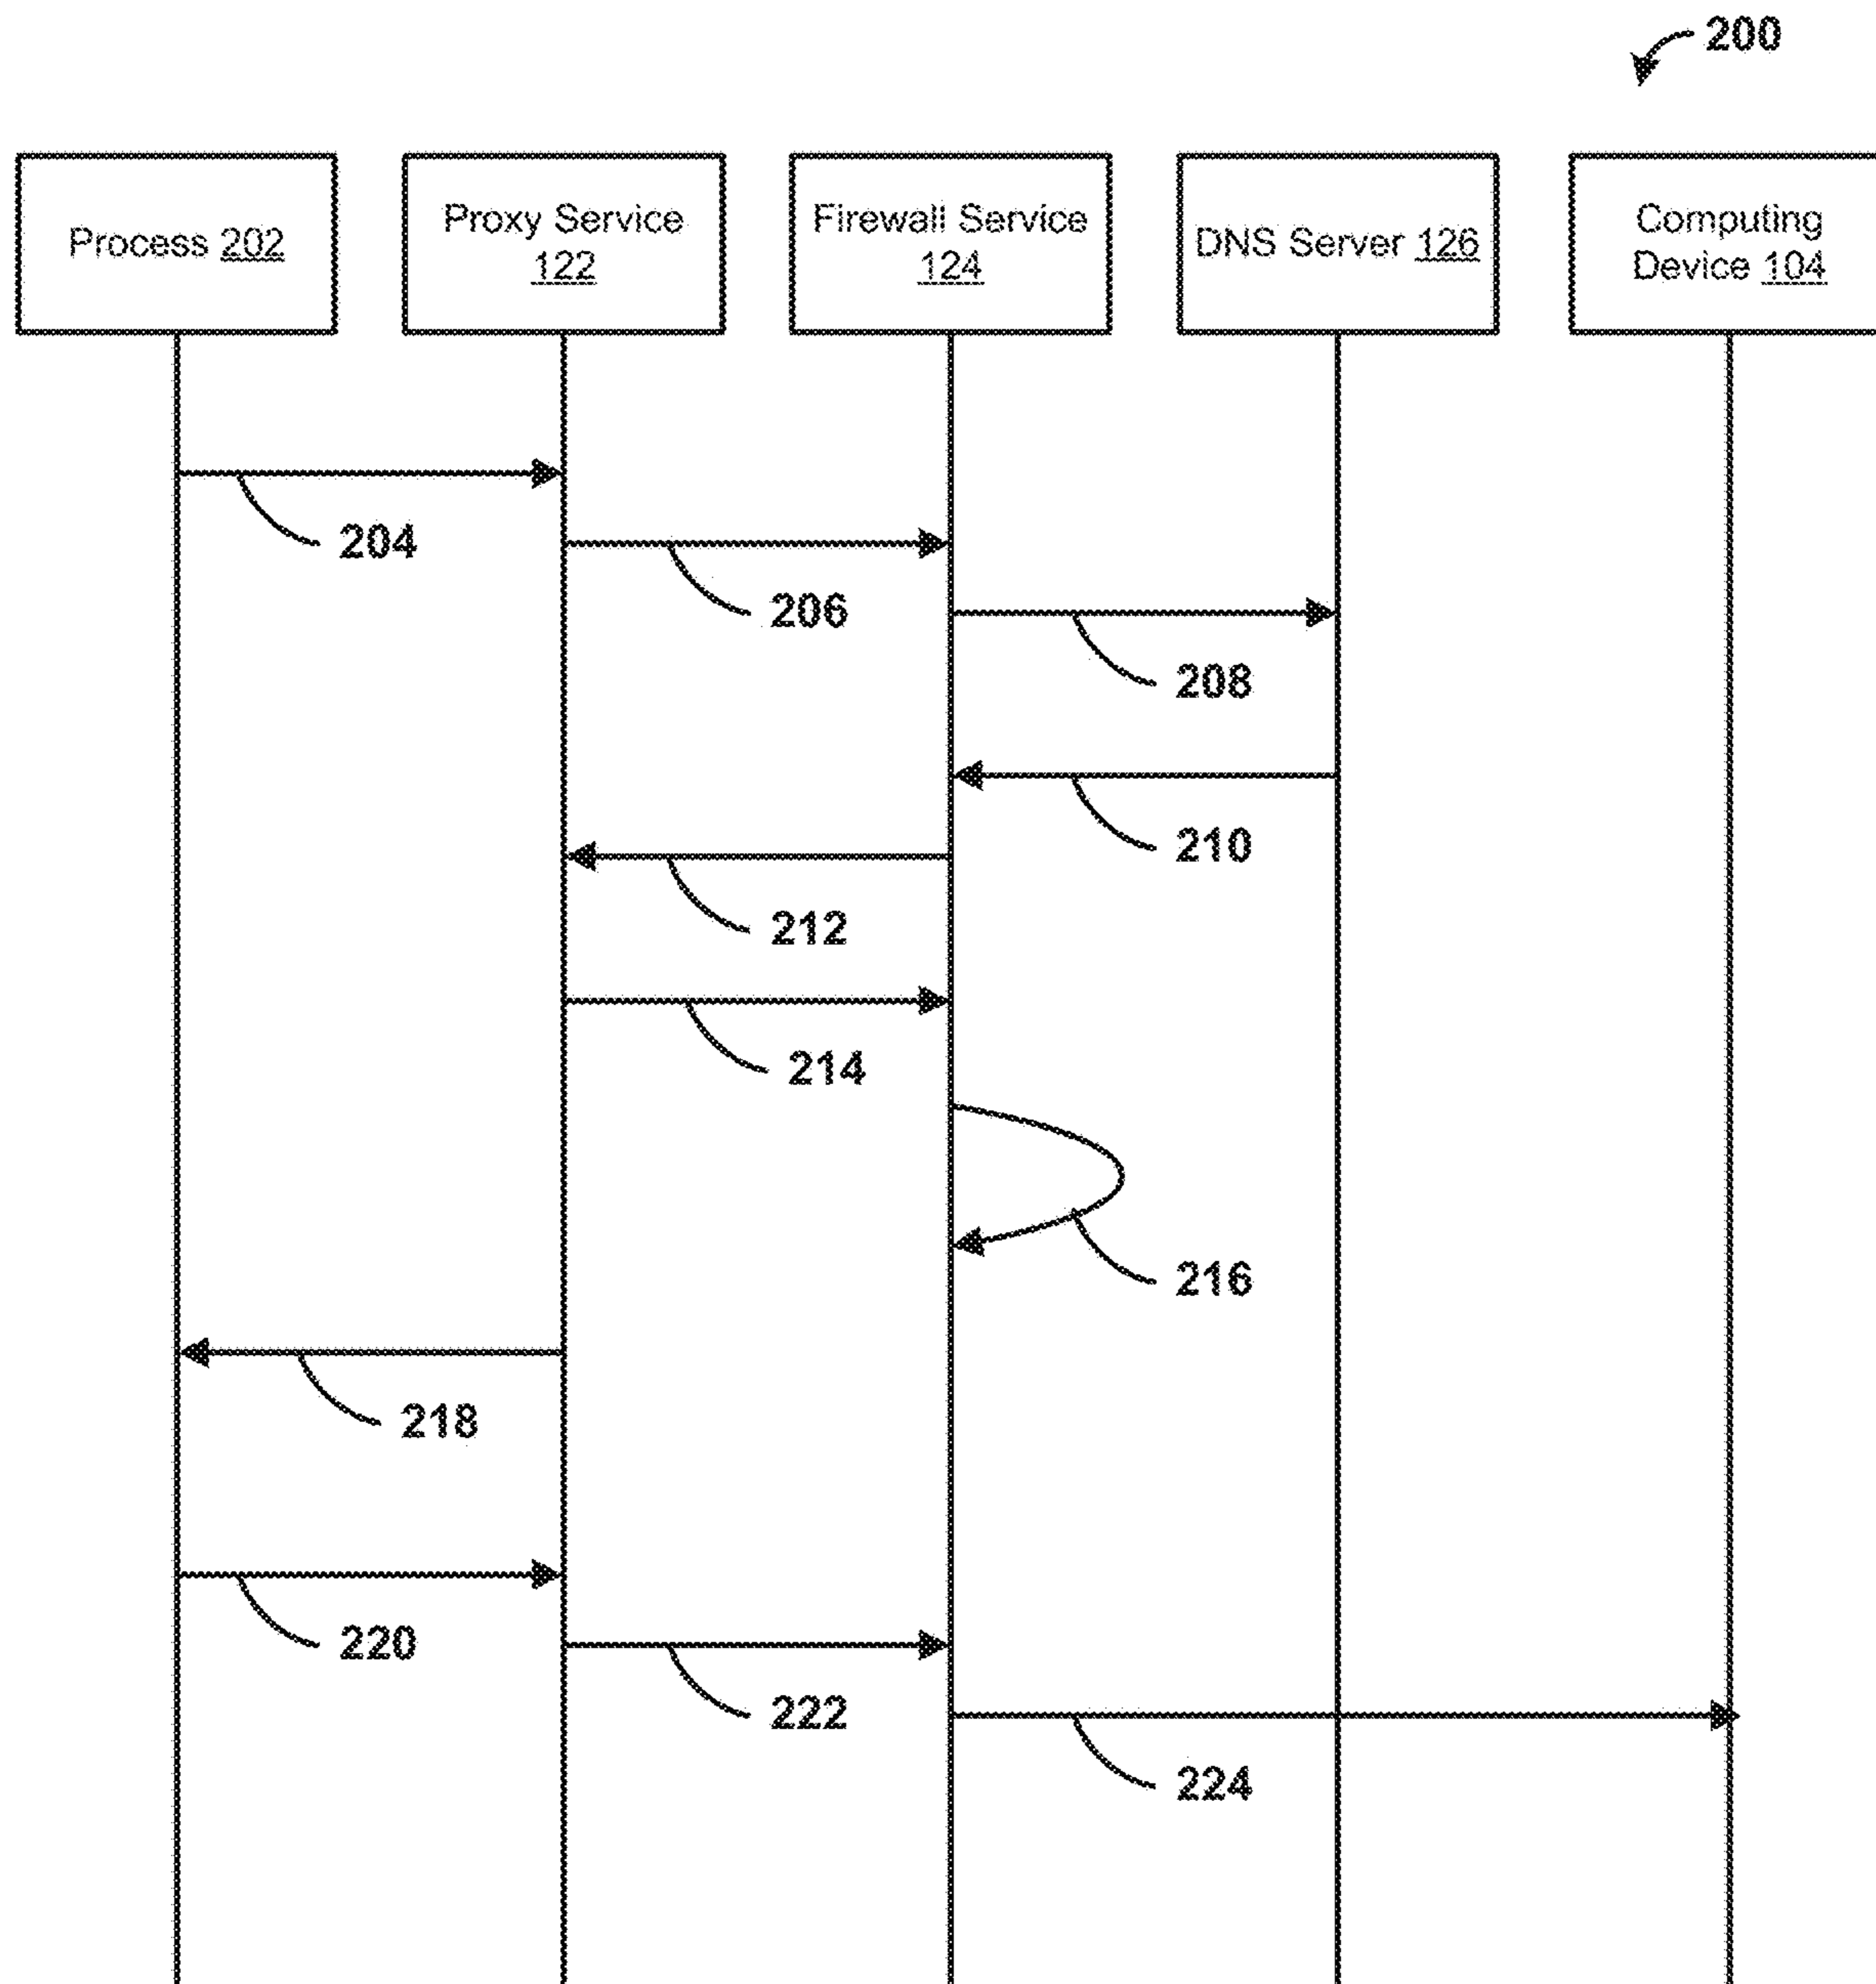 200
Process 202
Proxy Service
122
Firewall Service
124
DNS Server 126
Computing
Device 104
204
206
208
210
212
214
216
218
220
222
224